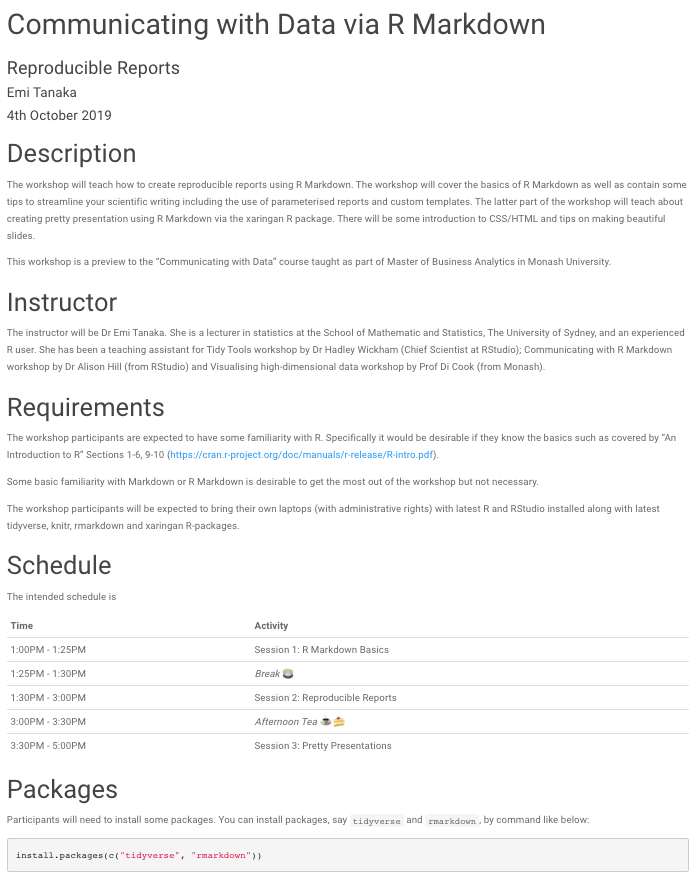 Communicating with Data via R Markdown
Reproducible Reports
Emi Tanaka
4th October 2019
Description
The workshop will teach how to create reproducible reports using R Markdown. The workshop will cover the basics of R Markdown as well as contain some
tips to streamline your scientific writing including the use of parameterised reports and custom templates. The latter part of the workshop will teach about
creating pretty presentation using R Markdown via the xaringan R package. There will be some introduction to CSS/HTML and tips on making beautiful
slides.
This workshop is a preview to the “Communicating with Data” course taught as part of Master of Business Analytics in Monash University.
Instructor
The instructor will be Dr Emi Tanaka. She is a lecturer in statistics at the School of Mathematic and Statistics, The University of Sydney, and an experienced
R user. She has been a teaching assistant for Tidy Tools workshop by Dr Hadley Wickham (Chief Scientist at RStudio); Communicating with R Markdown
workshop by Dr Alison Hill (from RStudio) and Visualising high-dimensional data workshop by Prof Di Cook (from Monash).
Requirements
The workshop participants are expected to have some familiarity with R. Specifically it would be desirable if they know the basics such as covered by “An
Introduction to R” Sections 1-6, 9-10 (https://cran.r-project.org/doc/manuals/r-release/R-intro.pdf).
Some basic familiarity with Markdown or R Markdown is desirable to get the most out of the workshop but not necessary.
The workshop participants will be expected to bring their own laptops (with administrative rights) with latest R and RStudio installed along with latest
tidyverse, knitr, rmarkdown and xaringan R-packages.
Schedule
The intended schedule is
Time Activity
1:00PM - 1:25PM Session 1: R Markdown Basics
1:25PM - 1:30PM Break 🍵
1:30PM - 3:00PM Session 2: Reproducible Reports
3:00PM - 3:30PM Afternoon Tea ☕🍰
3:30PM - 5:00PM Session 3: Pretty Presentations
Packages
Participants will need to install some packages. You can install packages, say tidyverse and rmarkdown, by command like below:
install.packages(c("tidyverse", "rmarkdown"))